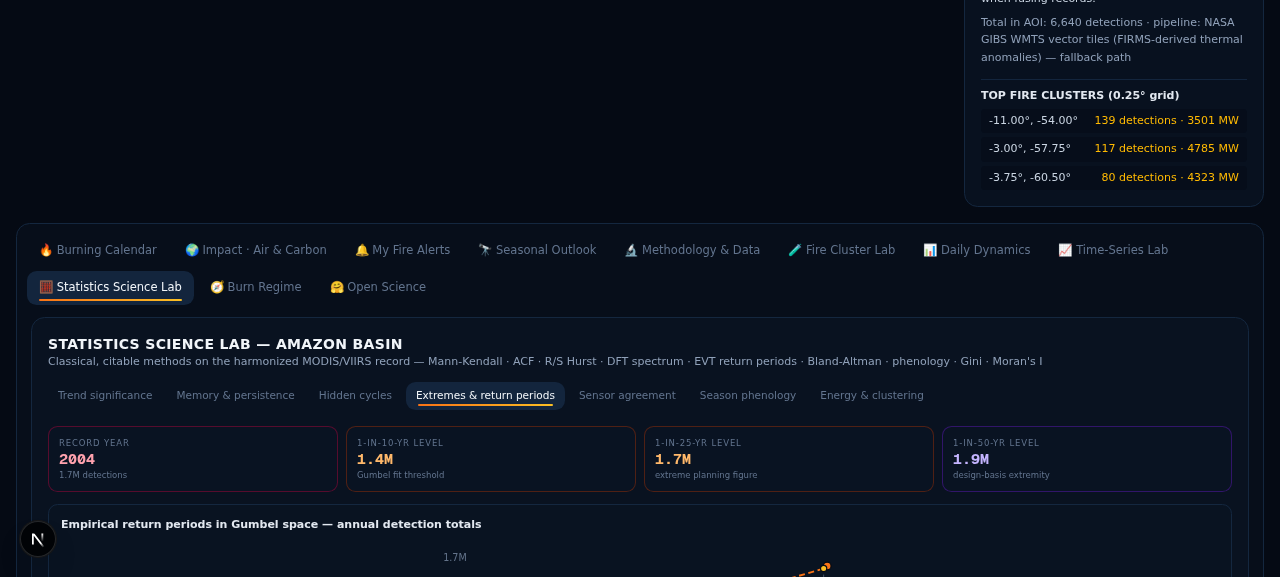 Total in AOI: 6,640 detections · pipeline: NASA
GIBS WMTS vector tiles (FIRMS-derived thermal
anomalies) — fallback path
TOP FIRE CLUSTERS (0.25° grid)
-11.00°, -54.00° 139 detections · 3501 MW
-3.00°, -57.75° 117 detections · 4785 MW
-3.75°, -60.50° 80 detections · 4323 MW
Burning Calendar Impact · Air & Carbon My Fire Alerts Seasonal Outlook Methodology & Data Fire Cluster Lab Daily Dynamics Time-Series Lab
Statistics Science Lab Burn Regime Open Science
STATISTICS SCIENCE LAB — AMAZON BASIN
Classical, citable methods on the harmonized MODIS/VIIRS record — Mann-Kendall · ACF · R/S Hurst · DFT spectrum · EVT return periods · Bland-Altman · phenology · Gini · Moran's I
Trend significance Memory & persistence Hidden cycles Extremes & return periods Sensor agreement Season phenology Energy & clustering
RECORD YEAR 1-IN-10-YR LEVEL 1-IN-25-YR LEVEL 1-IN-50-YR LEVEL
2004 1.4M 1.7M 1.9M
1.7M detections Gumbel fit threshold extreme planning figure design-basis extremity
Empirical return periods in Gumbel space — annual detection totals
N
1.7M